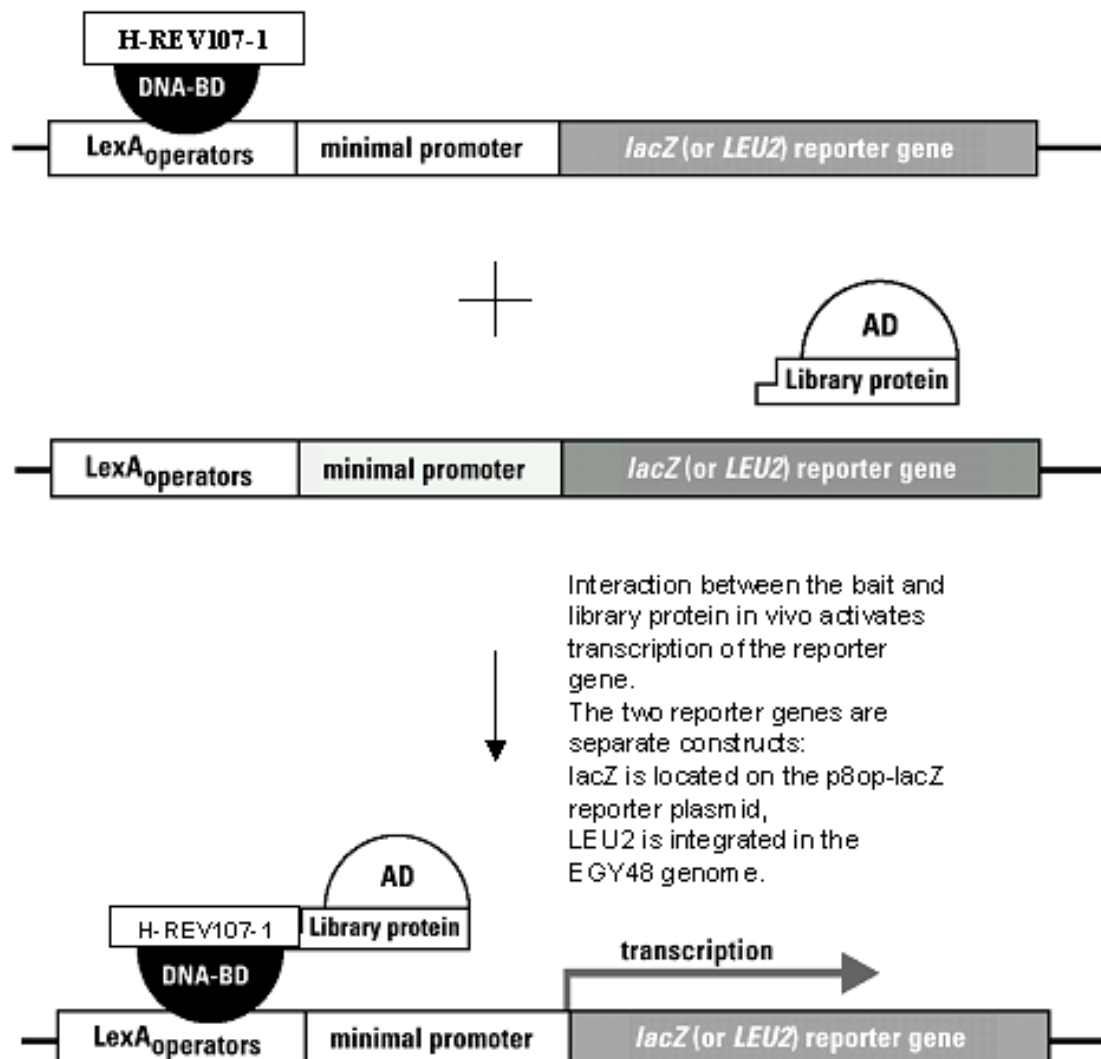 H-REV107-1
DNA-BD
LexAoperators minimal promoter lacZ (or LEU2) reporter gene
AD
Library protein
LexAoperators minimal promoter lacZ (or LEU2) reporter gene
Interaction between the bait and
library protein in vivo activates
transcription of the reporter
gene.
The two reporter genes are
separate constructs:
lacZ is located on the p8op-lacZ
reporter plasmid,
LEU2 is integrated in the
EGY48 genome.
AD
H-REV107-1 Library protein
transcription
DNA-BD
LexAoperators minimal promoter lacZ (or LEU2) reporter gene